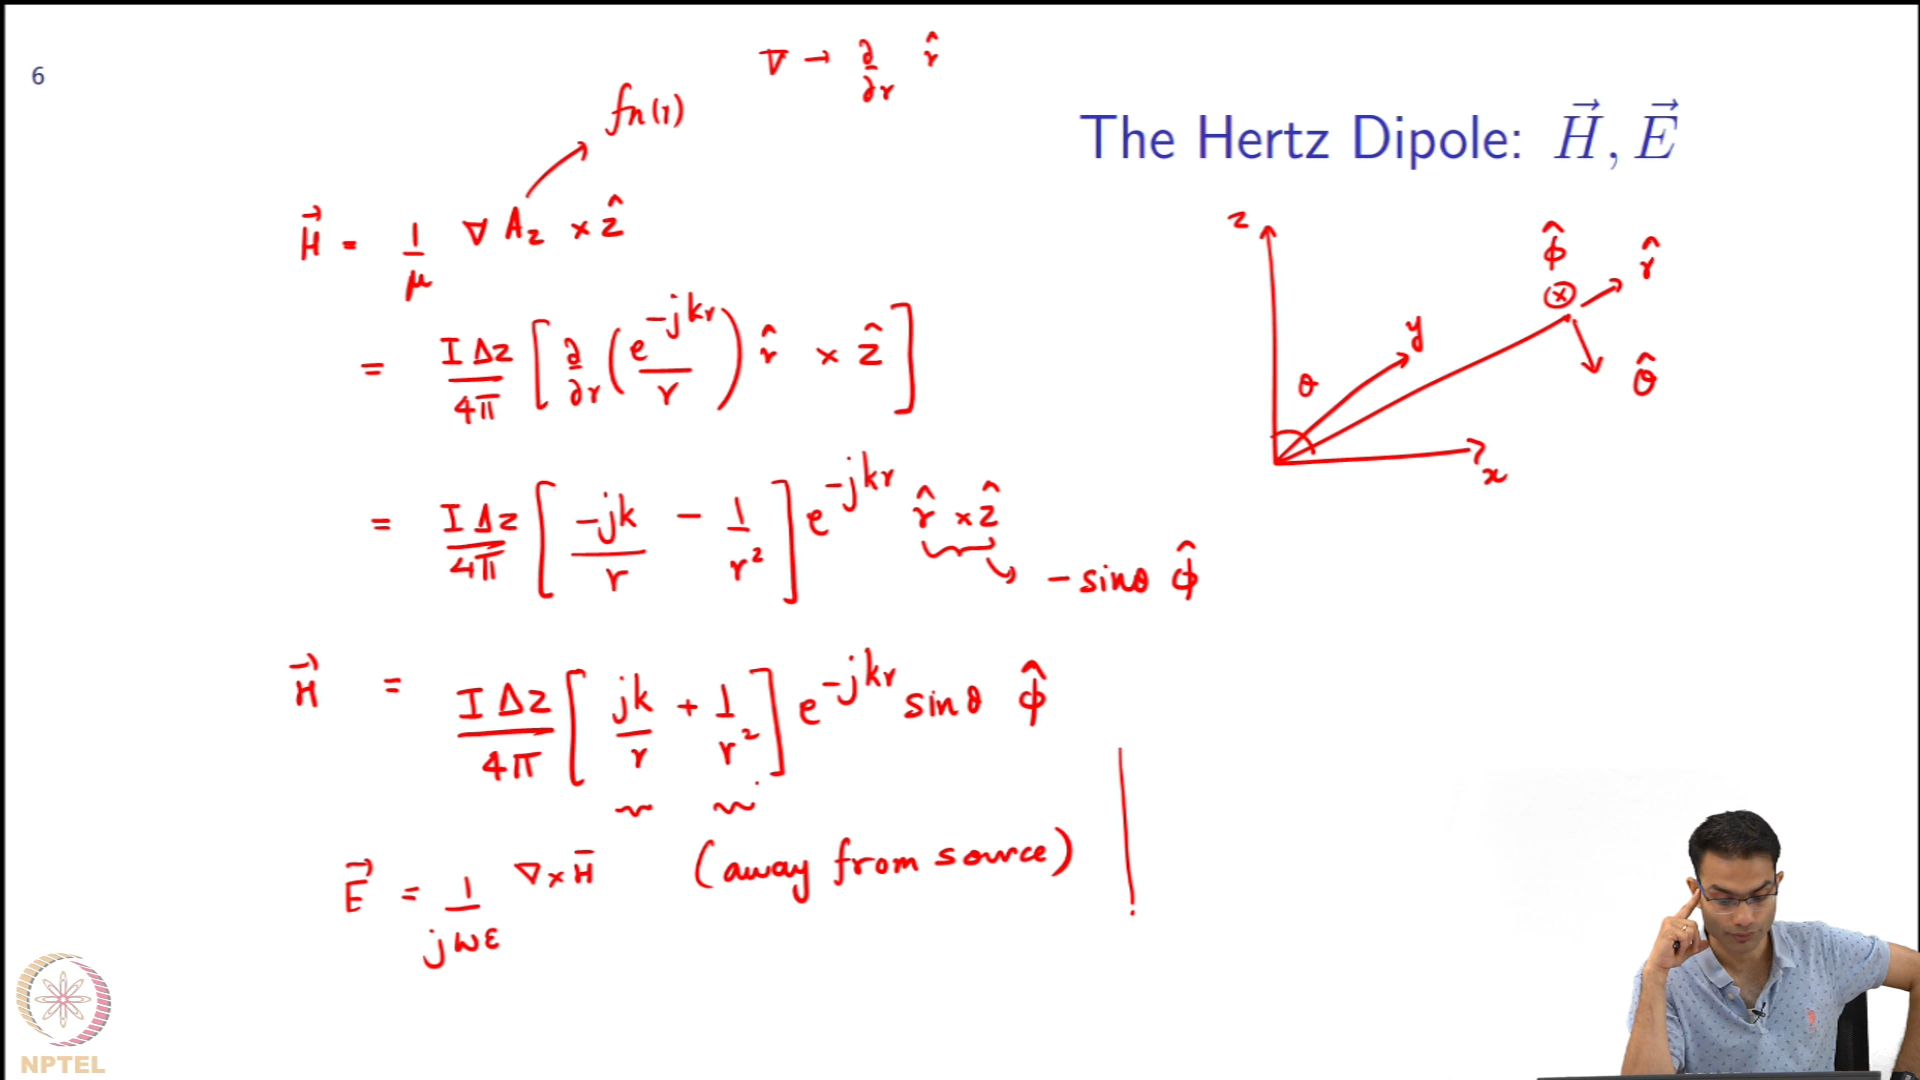 6
∇ → ∂/∂r r̂
fn(r)
The Hertz Dipole: H⃗, E⃗
H⃗ = 1/μ ∇ A_z × ẑ
= IΔz/4π [ ∂/∂r ( e^{-jkr}/r ) r̂ × ẑ ]
= IΔz/4π [ -jk/r - 1/r² ] e^{-jkr} r̂ × ẑ
→ - sinθ ϕ̂
H⃗ = IΔz/4π [ jk/r + 1/r² ] e^{-jkr} sinθ ϕ̂
E⃗ = 1/jωε ∇×H̄ (away from source)
z
y
x
θ
ϕ̂
r̂
θ̂
NPTEL